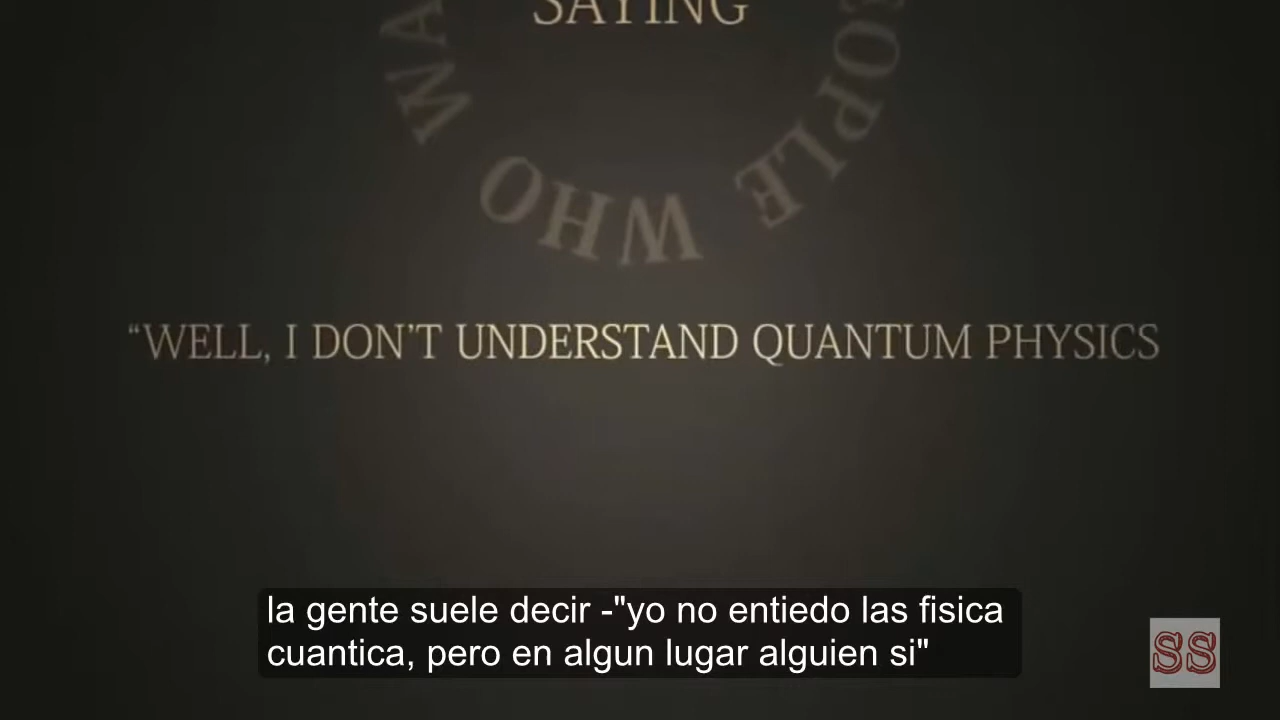 SAYING
WA
WHO
OPLE
“WELL, I DON’T UNDERSTAND QUANTUM PHYSICS
la gente suele decir -"yo no entiedo las fisica
cuantica, pero en algun lugar alguien si"
SS